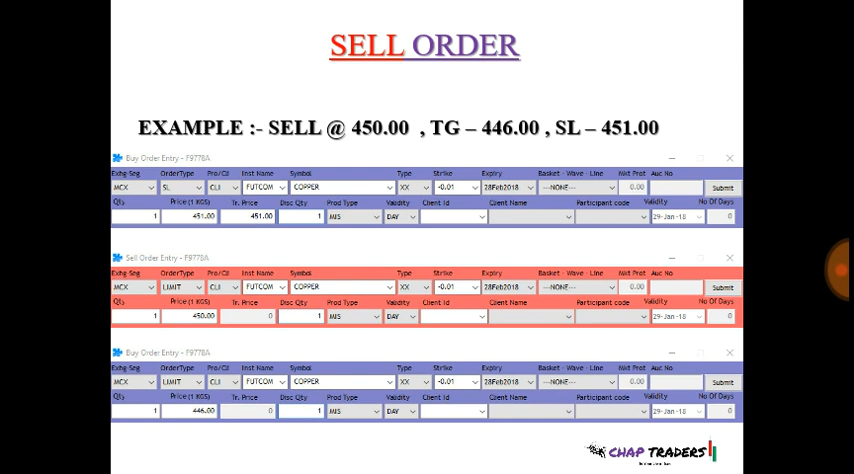 SELL ORDER
EXAMPLE :- SELL @ 450.00 , TG – 446.00 , SL – 451.00
Buy Order Entry - F9778A
Exhg-Seg OrderType Pro/Cli Inst Name Symbol Type Strike Expiry Basket - Wave - Line Mkt Prot Auc No
MCX SL CLI FUTCOM COPPER XX -0.01 28Feb2018 ---NONE--- 0.00 Submit
Qty Price (1 KGS) Tr. Price Disc Qty Prod Type Validity Client Id Client Name Participant code Validity No Of Days
1 451.00 451.00 1 MIS DAY 29-Jan-18 0
Sell Order Entry - F9778A
Exhg-Seg OrderType Pro/Cli Inst Name Symbol Type Strike Expiry Basket - Wave - Line Mkt Prot Auc No
MCX LIMIT CLI FUTCOM COPPER XX -0.01 28Feb2018 ---NONE--- 0.00 Submit
Qty Price (1 KGS) Tr. Price Disc Qty Prod Type Validity Client Id Client Name Participant code Validity No Of Days
1 450.00 0 1 MIS DAY 29-Jan-18 0
Buy Order Entry - F9778A
Exhg-Seg OrderType Pro/Cli Inst Name Symbol Type Strike Expiry Basket - Wave - Line Mkt Prot Auc No
MCX LIMIT CLI FUTCOM COPPER XX -0.01 28Feb2018 ---NONE--- 0.00 Submit
Qty Price (1 KGS) Tr. Price Disc Qty Prod Type Validity Client Id Client Name Participant code Validity No Of Days
1 446.00 0 1 MIS DAY 29-Jan-18 0
CHAP TRADERS